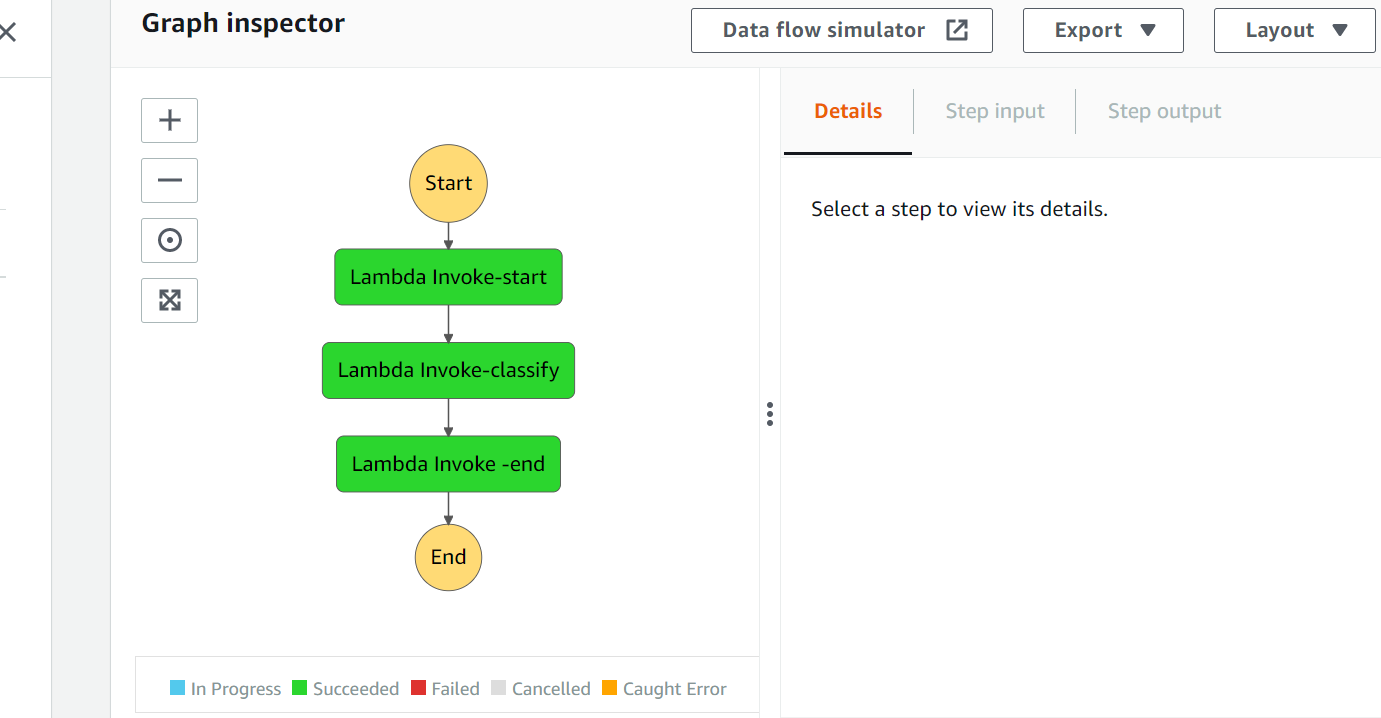 Graph inspector
Data flow simulator
Export
Layout
Details
Step input
Step output
Select a step to view its details.
Start
Lambda Invoke-start
Lambda Invoke-classify
Lambda Invoke -end
End
In Progress Succeeded Failed Cancelled Caught Error